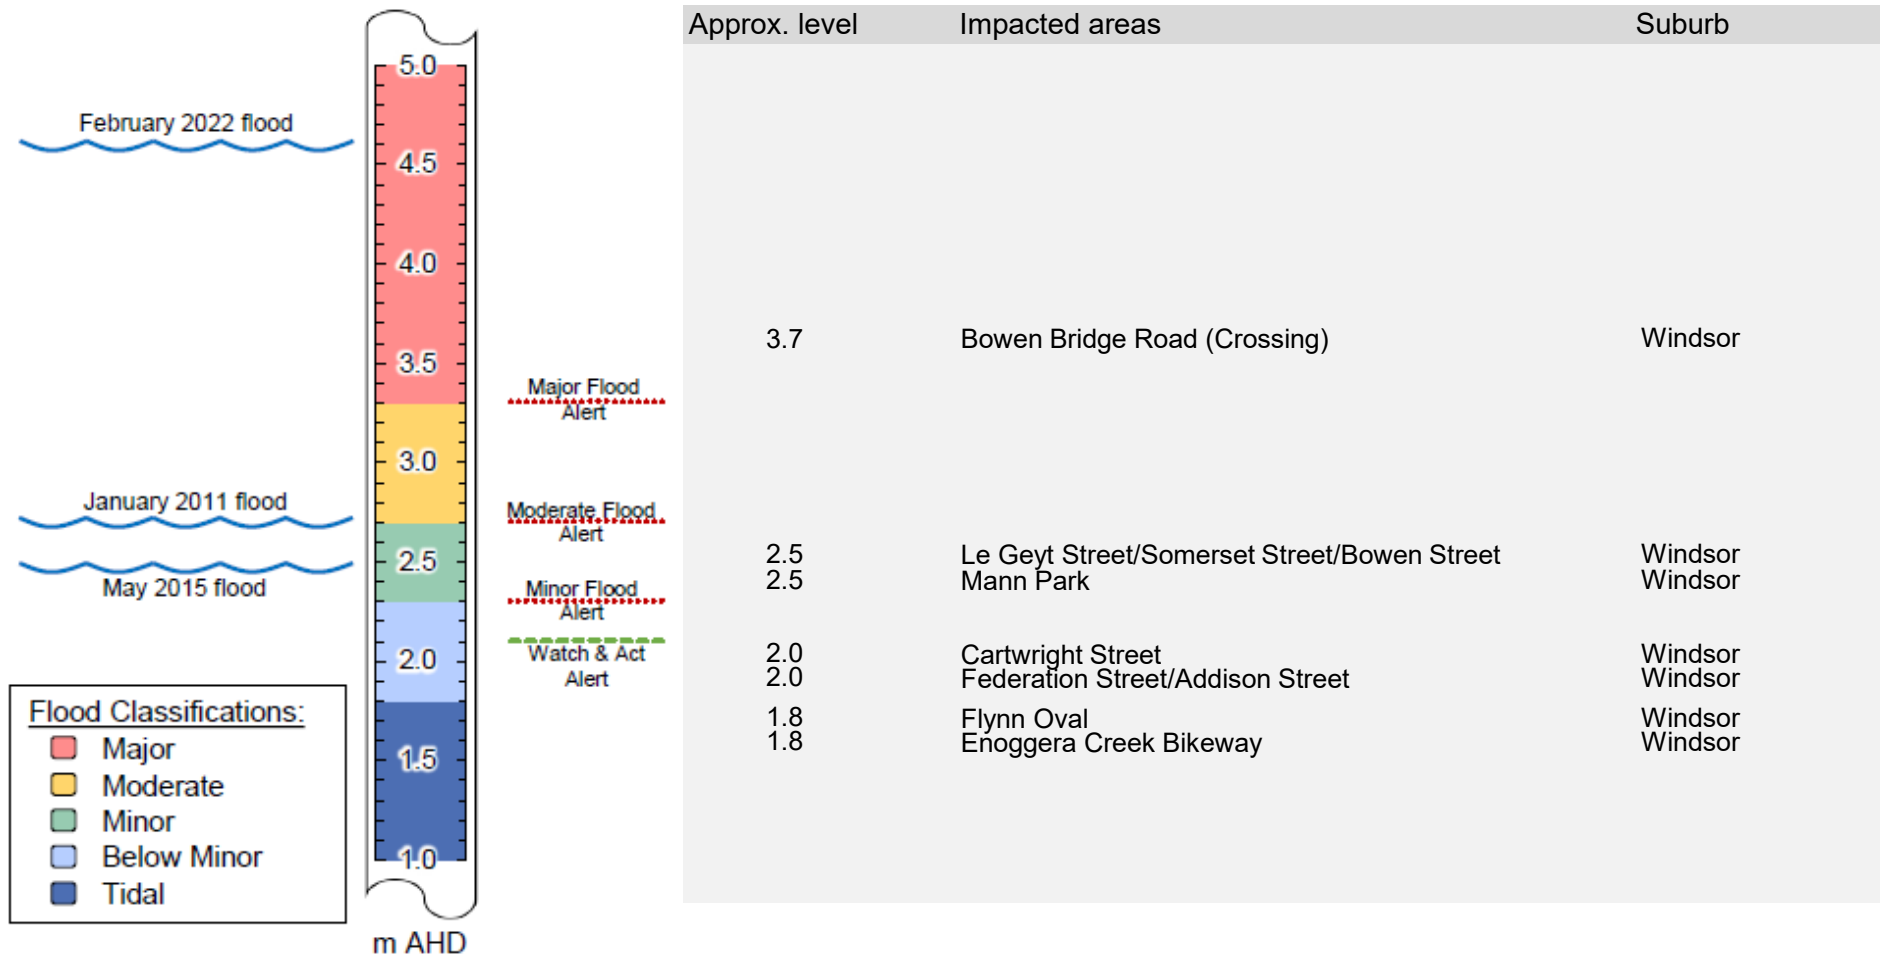 Approx. level Impacted areas Suburb
5.0
February 2022 flood
4.5
4.0
3.7 Bowen Bridge Road (Crossing) Windsor
3.5
Major Flood
Alert
3.0
January 2011 flood
Moderate Flood
Alert
2.5
2.5 Le Geyt Street/Somerset Street/Bowen Street Windsor
2.5 Mann Park Windsor
May 2015 flood
Minor Flood
Alert
2.0
Watch & Act
Alert
2.0 Cartwright Street Windsor
2.0 Federation Street/Addison Street Windsor
1.8 Flynn Oval Windsor
1.8 Enoggera Creek Bikeway Windsor
1.5
1.0
m AHD
Flood Classifications:
Major
Moderate
Minor
Below Minor
Tidal